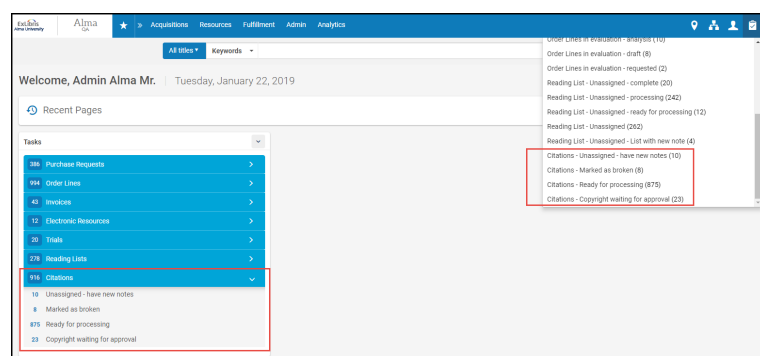 ExLibris
Alma University
Alma
QA
» Acquisitions Resources Fulfillment Admin Analytics
All titles Keywords
Order Lines in evaluation - analysis (10)
Order Lines in evaluation - draft (8)
Order Lines in evaluation - requested (2)
Reading List - Unassigned - complete (20)
Reading List - Unassigned - processing (242)
Reading List - Unassigned - ready for processing (12)
Reading List - Unassigned (262)
Reading List - Unassigned - List with new note (4)
Citations - Unassigned - have new notes (10)
Citations - Marked as broken (8)
Citations - Ready for processing (875)
Citations - Copyright waiting for approval (23)
Welcome, Admin Alma Mr. Tuesday, January 22, 2019
Recent Pages
Tasks
386 Purchase Requests
994 Order Lines
43 Invoices
12 Electronic Resources
20 Trials
278 Reading Lists
916 Citations
10 Unassigned - have new notes
8 Marked as broken
875 Ready for processing
23 Copyright waiting for approval